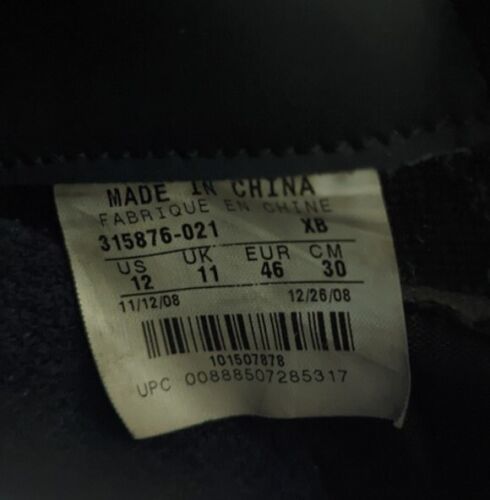 MADE IN CHINA
FABRIQUE EN CHINE
315876-021 XB
US UK EUR CM
12 11 46 30
11/12/08 12/26/08
101507878
UPC 00888507285317